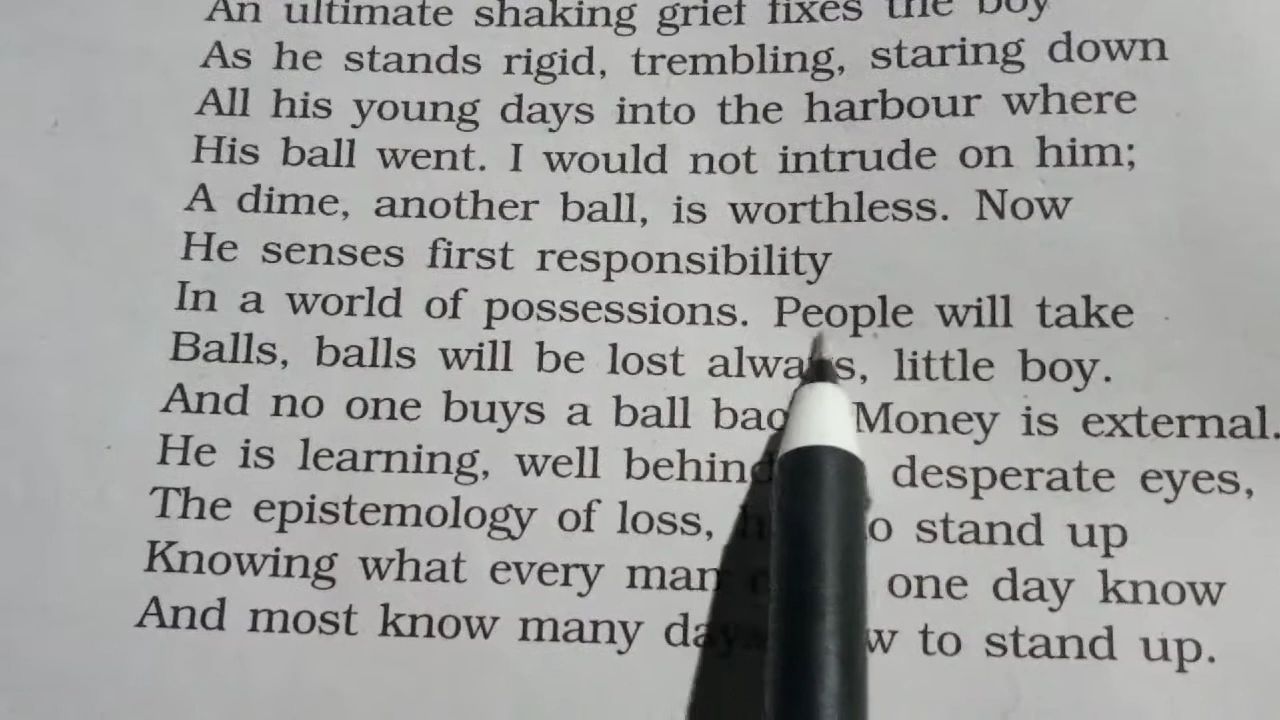 An ultimate shaking grief fixes the boy
As he stands rigid, trembling, staring down
All his young days into the harbour where
His ball went. I would not intrude on him;
A dime, another ball, is worthless. Now
He senses first responsibility
In a world of possessions. People will take
Balls, balls will be lost always, little boy.
And no one buys a ball back. Money is external.
He is learning, well behind desperate eyes,
The epistemology of loss, to stand up
Knowing what every man one day know
And most know many days to stand up.